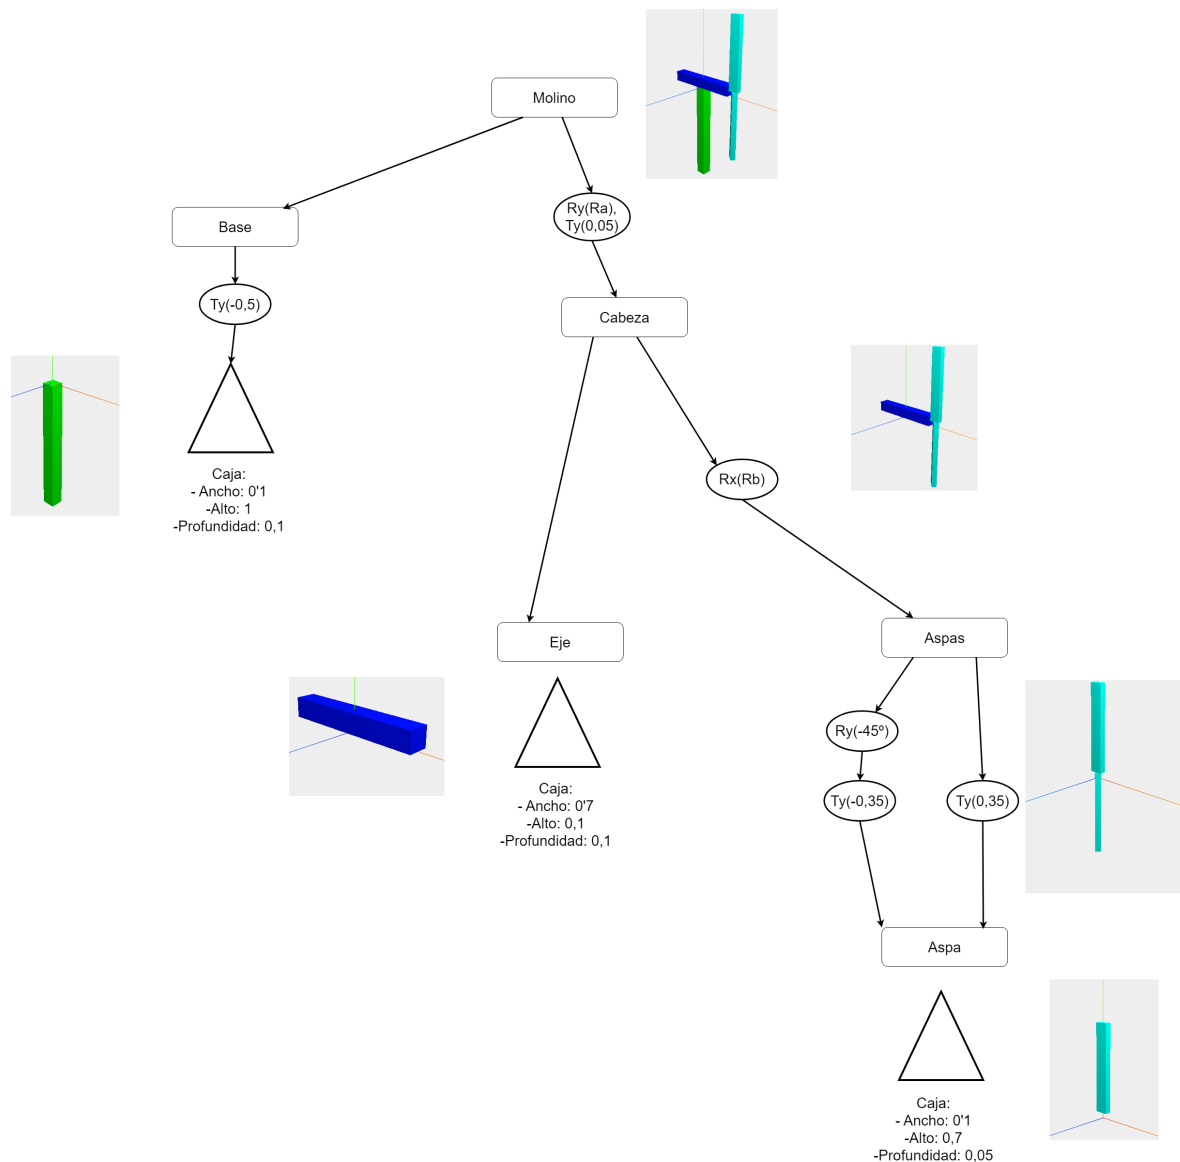 Molino
Ry(Ra),
Ty(0,05)
Base
Ty(-0,5)
Cabeza
Caja:
- Ancho: 0'1
-Alto: 1
-Profundidad: 0,1
Rx(Rb)
Eje
Aspas
Ry(-45º)
Caja:
- Ancho: 0'7
-Alto: 0,1
-Profundidad: 0,1
Ty(-0,35)
Ty(0,35)
Aspa
Caja:
- Ancho: 0'1
-Alto: 0,7
-Profundidad: 0,05